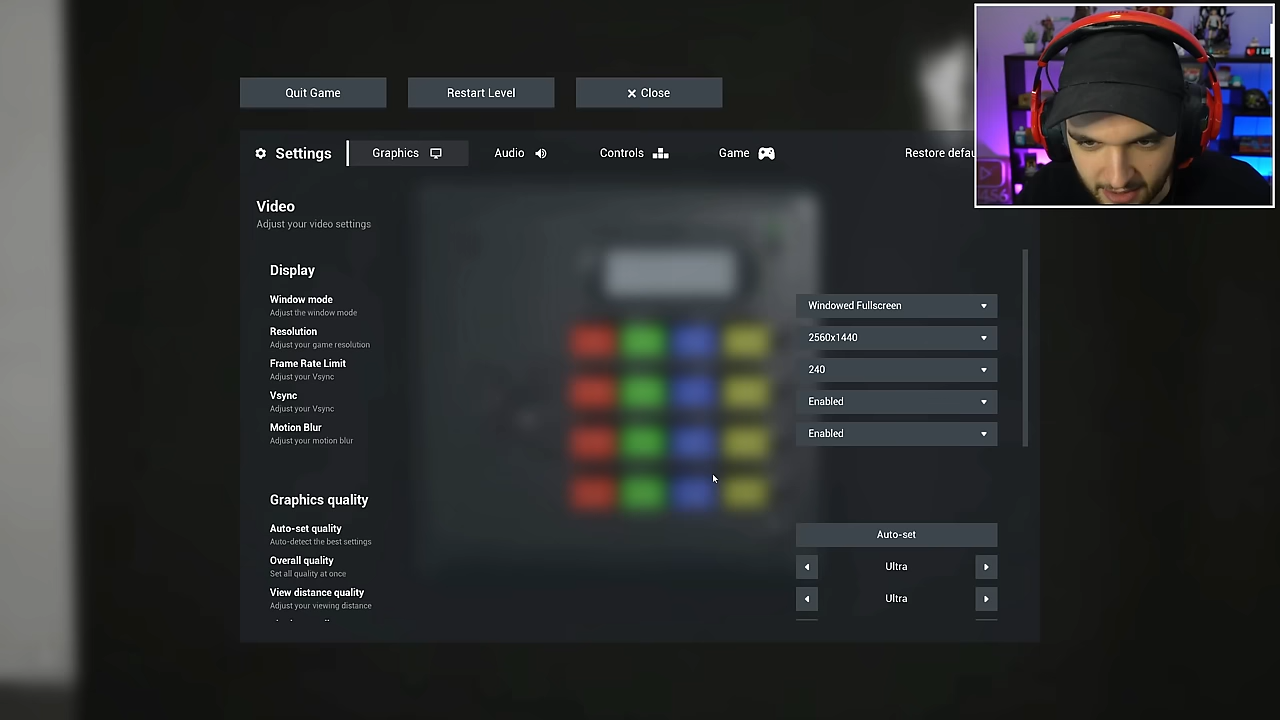 Quit Game
Restart Level
× Close
Settings
Graphics
Audio
Controls
Game
Restore
Video
Adjust your video settings
Display
Window mode
Adjust the window mode
Windowed Fullscreen
Resolution
Adjust your game resolution
2560x1440
Frame Rate Limit
Adjust your Vsync
240
Vsync
Adjust your Vsync
Enabled
Motion Blur
Adjust your motion blur
Enabled
Graphics quality
Auto-set quality
Auto-detect the best settings
Auto-set
Overall quality
Set all quality at once
Ultra
View distance quality
Adjust your viewing distance
Ultra